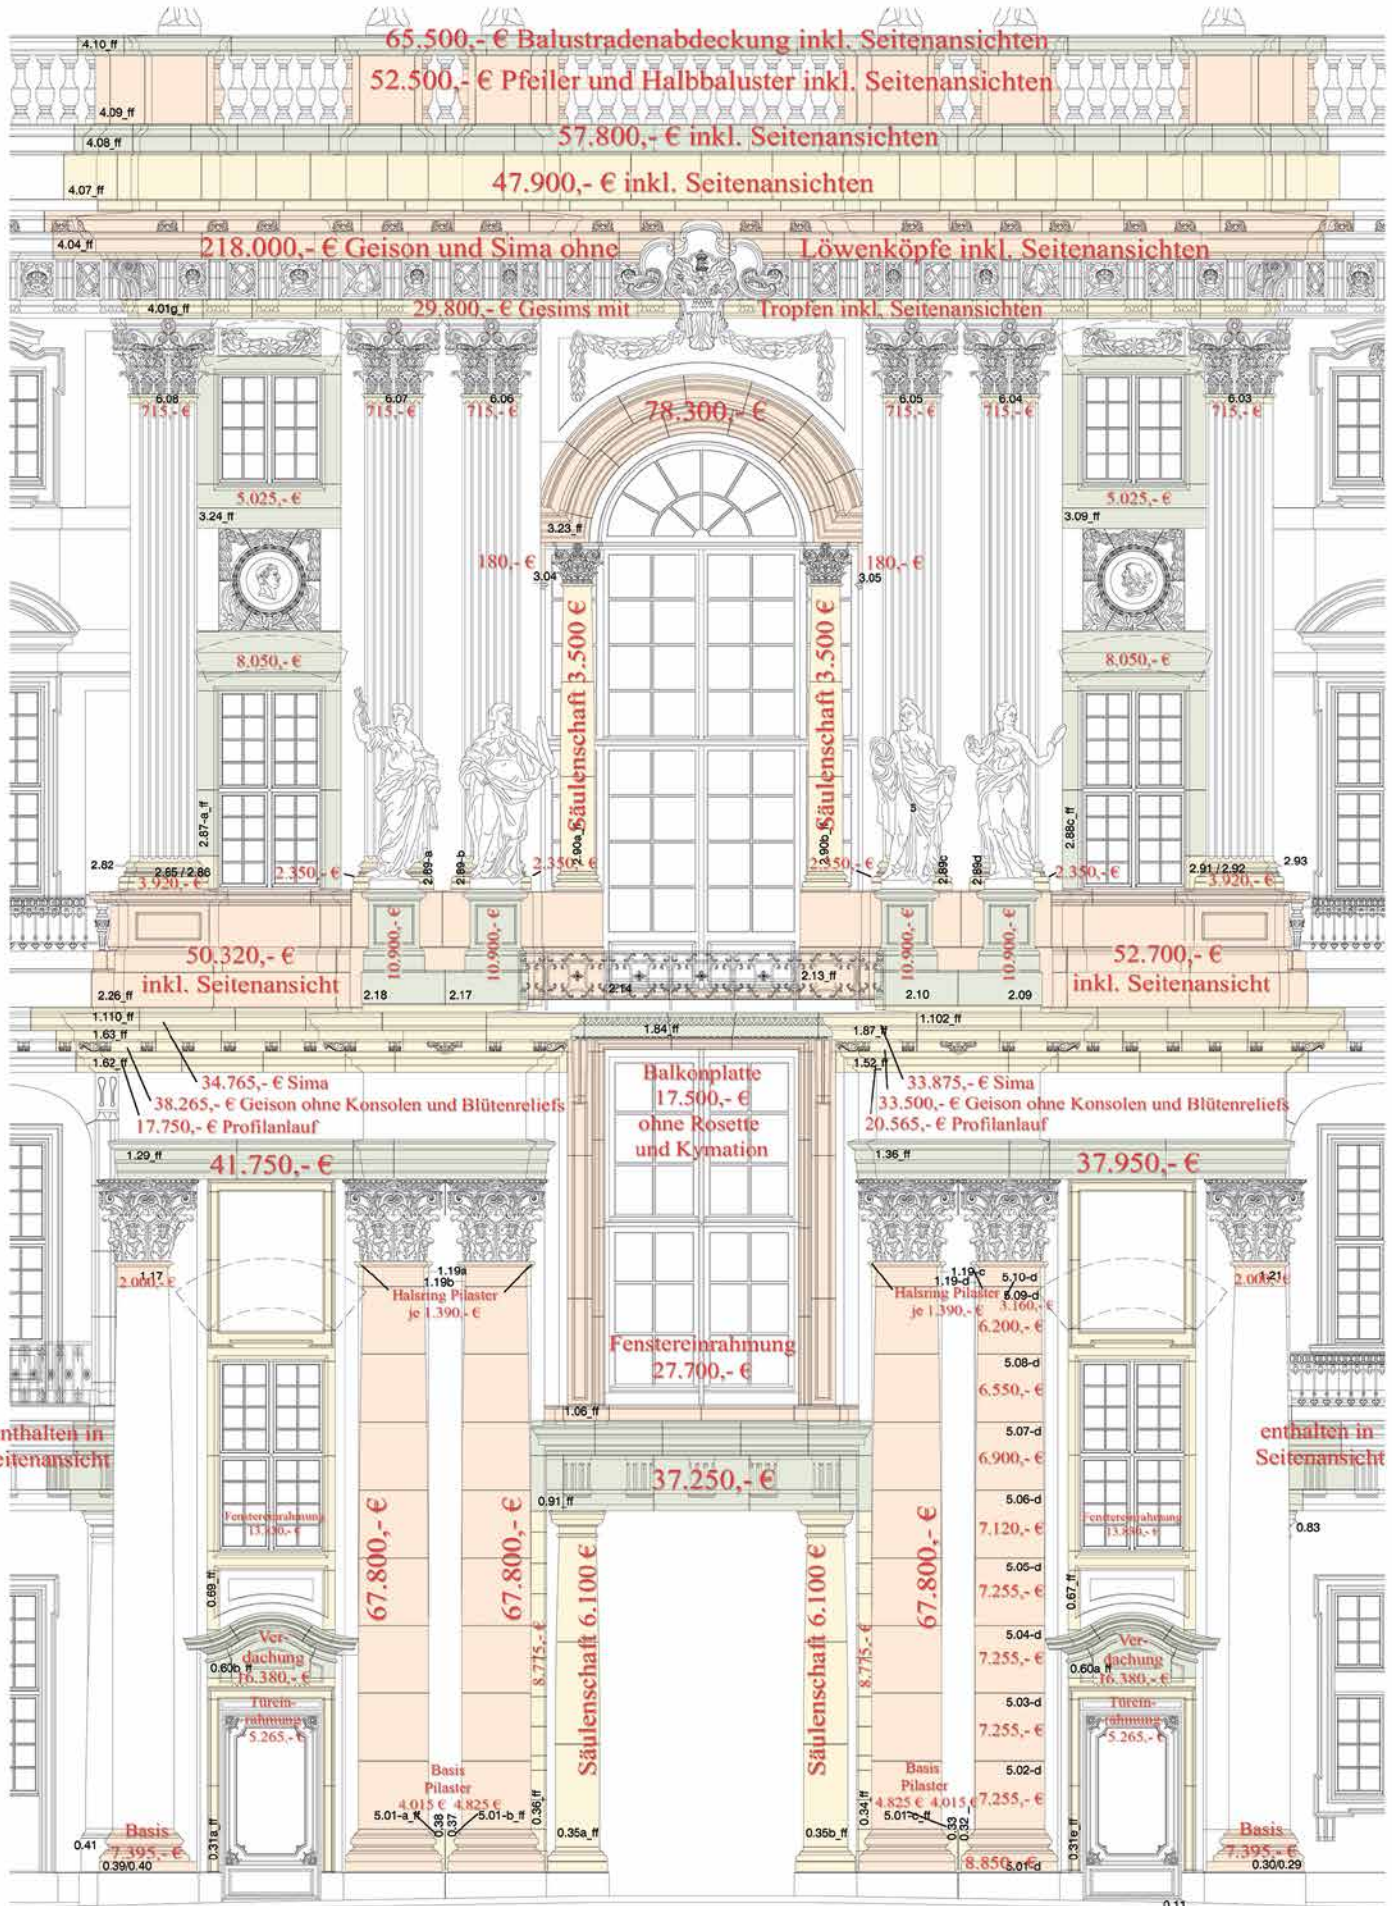 4.10_ff
65.500,- € Balustradenabdeckung inkl. Seitenansichten
52.500,- € Pfeiler und Halbbaluster inkl. Seitenansichten
4.09_ff
4.08_ff
57.800,- € inkl. Seitenansichten
4.07_ff
47.900,- € inkl. Seitenansichten
4.04_ff
218.000,- € Geison und Sima ohne Löwenköpfe inkl. Seitenansichten
4.01g_ff
29.800,- € Gesims mit Tropfen inkl. Seitenansichten
6.08 6.07 6.06 6.05 6.04 6.03
715,- € 715,- € 715,- € 715,- € 715,- € 715,- €
78.300,- €
5.025,- € 5.025,- €
3.24_ff 3.23_ff 3.09_ff
180,- € 180,- €
3.04 3.05
Säulenschaft 3.500 €
Säulenschaft 3.500 €
8.050,- € 8.050,- €
2.87-a_ff
2.88c_ff
2.90a_ff
2.90b_ff
s
2.82 2.85 / 2.86
3.920,- €
2.350,- €
2.89-a
2.89-b
2.350,- €
2.350,- €
2.89c
2.89d
2.350,- €
2.91 / 2.92 2.93
3.920,- €
10.900,- €
10.900,- €
10.900,- €
10.900,- €
50.320,- €
inkl. Seitenansicht
52.700,- €
inkl. Seitenansicht
2.26_ff 2.18 2.17 2.14 2.13_ff 2.10 2.09
1.110_ff 1.102_ff
1.63_ff 1.84_ff 1.87_ff
1.62_ff 1.52_ff
34.765,- € Sima
38.265,- € Geison ohne Konsolen und Blütenreliefs
17.750,- € Profilanlauf
Balkonplatte
17.500,- €
ohne Rosette
und Kymation
33.875,- € Sima
33.500,- € Geison ohne Konsolen und Blütenreliefs
20.565,- € Profilanlauf
1.29_ff
41.750,- €
1.36_ff
37.950,- €
1.17
2.000,- €
1.19a
1.19b
Halsring Pilaster
je 1.390,- €
1.19-c
1.19-d
Halsring Pilaster
je 1.390,- €
5.10-d
5.09-d
3.160,- €
6.200,- €
1.21
2.000,- €
Fenstereinrahmung
27.700,- €
5.08-d
6.550,- €
1.06_ff
enthalten in
Seitenansicht
5.07-d
6.900,- €
37.250,- €
0.91_ff
5.06-d
7.120,- €
0.83
Fenstereinrahmung
13.830,- €
Fenstereinrahmung
13.830,- €
67.800,- €
67.800,- €
67.800,- €
Säulenschaft 6.100 €
Säulenschaft 6.100 €
8.775,- €
8.775,- €
5.05-d
7.255,- €
0.69_ff
0.67_ff
5.04-d
7.255,- €
Ver-
dachung
16.380,- €
0.60b_ff
Ver-
dachung
16.380,- €
0.60a_ff
Türein-
rahmung
5.265,- €
Türein-
rahmung
5.265,- €
5.03-d
7.255,- €
5.02-d
7.255,- €
Basis
Pilaster
4.015 € 4.825 €
5.01-a_ff
0.38
0.37
5.01-b_ff
0.36_ff
0.35a_ff
0.35b_ff
0.34_ff
Basis
Pilaster
4.825 € 4.015,- €
5.01-c_ff
0.33
0.32
8.850,- €
5.01-d
0.41
Basis
7.395,- €
0.39/0.40
0.31a_ff
0.31e_ff
Basis
7.395,- €
0.30/0.29
0.11